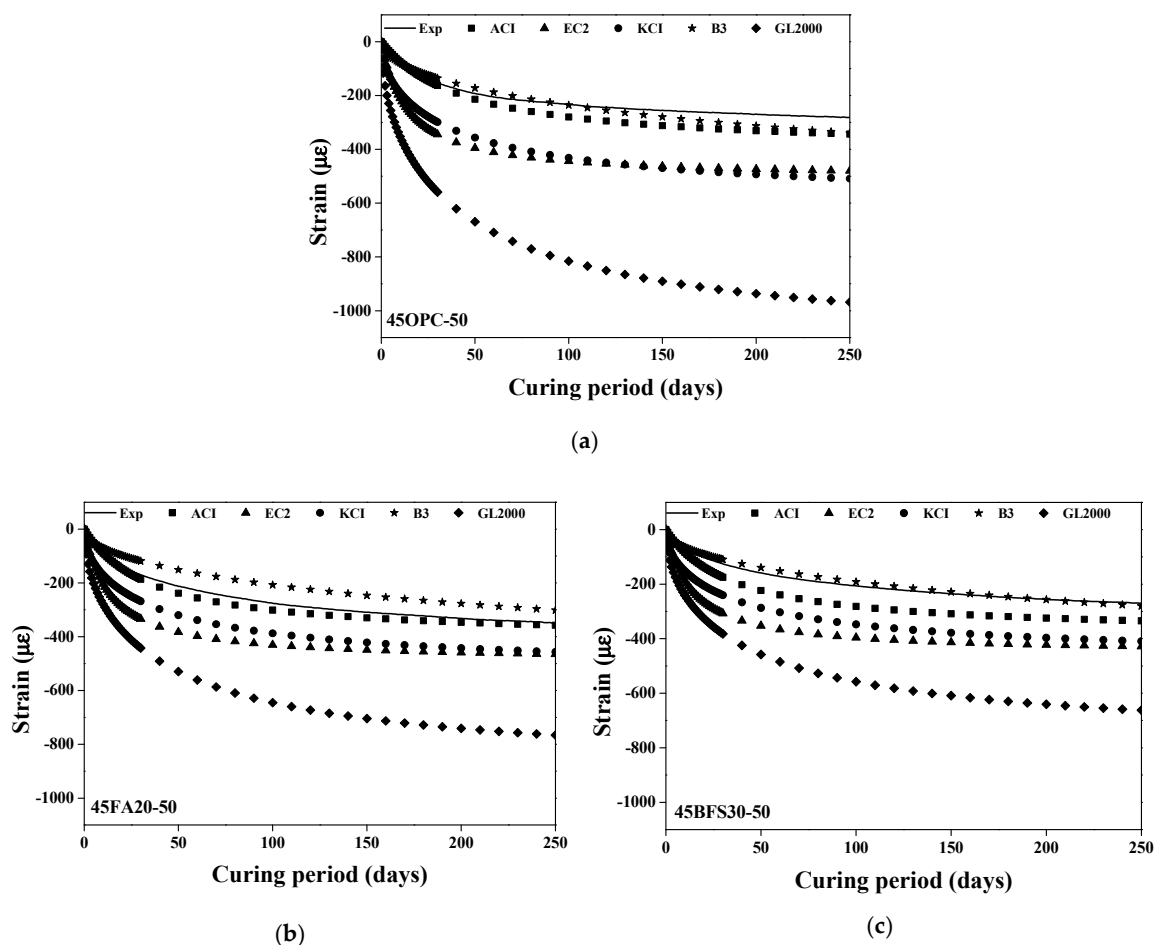 Exp ACI EC2 KCI B3 GL2000
0
-200
-400
-600
-800
-1000
Strain (με)
45OPC-50
0 50 100 150 200 250
Curing period (days)
(a)
Exp ACI EC2 KCI B3 GL2000
0
-200
-400
-600
-800
-1000
Strain (με)
45FA20-50
0 50 100 150 200 250
Curing period (days)
(b)
Exp ACI EC2 KCI B3 GL2000
0
-200
-400
-600
-800
-1000
Strain (με)
45BFS30-50
0 50 100 150 200 250
Curing period (days)
(c)